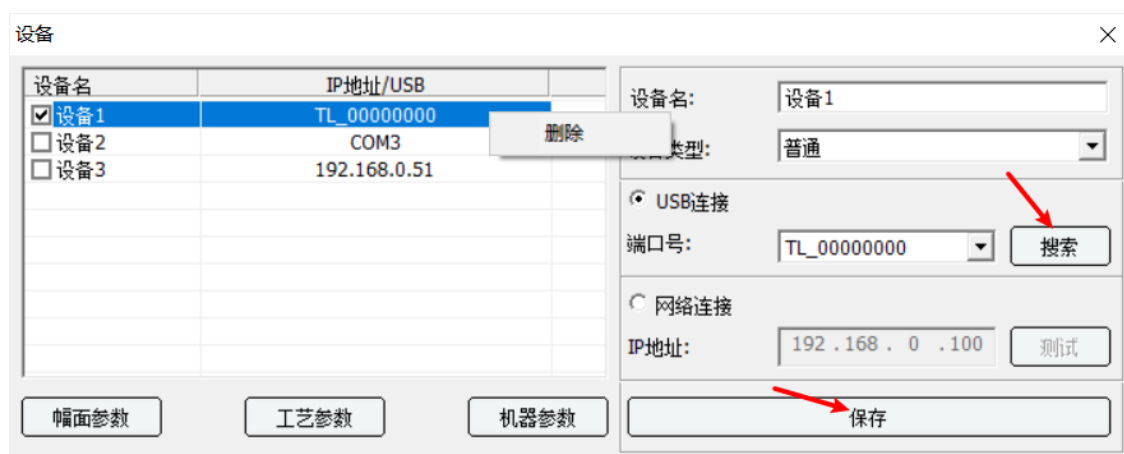 设备
设备名 IP地址/USB
设备1 TL_00000000
设备2 COM3
设备3 192.168.0.51
删除
幅面参数 工艺参数 机器参数
设备名: 设备1
类型: 普通
USB连接
端口号: TL_00000000 搜索
网络连接
IP地址: 192 .168 . 0 .100 测试
保存